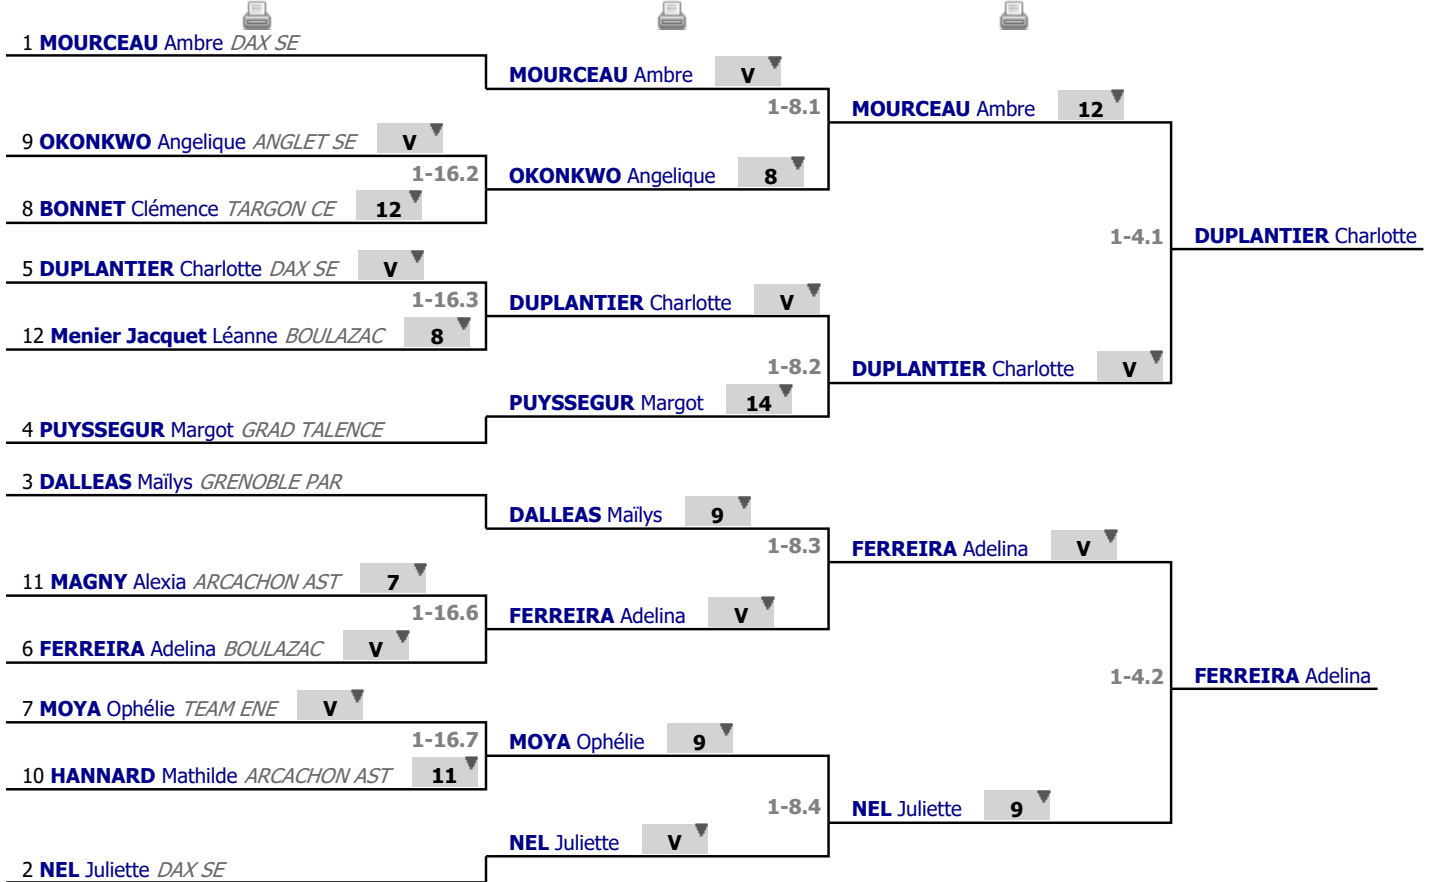 1 MOURCEAU Ambre DAX SE
9 OKONKWO Angelique ANGLET SE V
1-16.2
8 BONNET Clémence TARGON CE 12
5 DUPLANTIER Charlotte DAX SE V
1-16.3
12 Menier Jacquet Léanne BOULAZAC 8
4 PUYSSEGUR Margot GRAD TALENCE
3 DALLEAS Maïlys GRENOBLE PAR
11 MAGNY Alexia ARCACHON AST 7
1-16.6
6 FERREIRA Adelina BOULAZAC V
7 MOYA Ophélie TEAM ENE V
1-16.7
10 HANNARD Mathilde ARCACHON AST 11
2 NEL Juliette DAX SE
MOURCEAU Ambre V
1-8.1
OKONKWO Angelique 8
DUPLANTIER Charlotte V
1-8.2
PUYSSEGUR Margot 14
DALLEAS Maïlys 9
1-8.3
FERREIRA Adelina V
MOYA Ophélie 9
1-8.4
NEL Juliette V
MOURCEAU Ambre 12
1-4.1
DUPLANTIER Charlotte V
FERREIRA Adelina V
1-4.2
NEL Juliette 9
DUPLANTIER Charlotte
FERREIRA Adelina